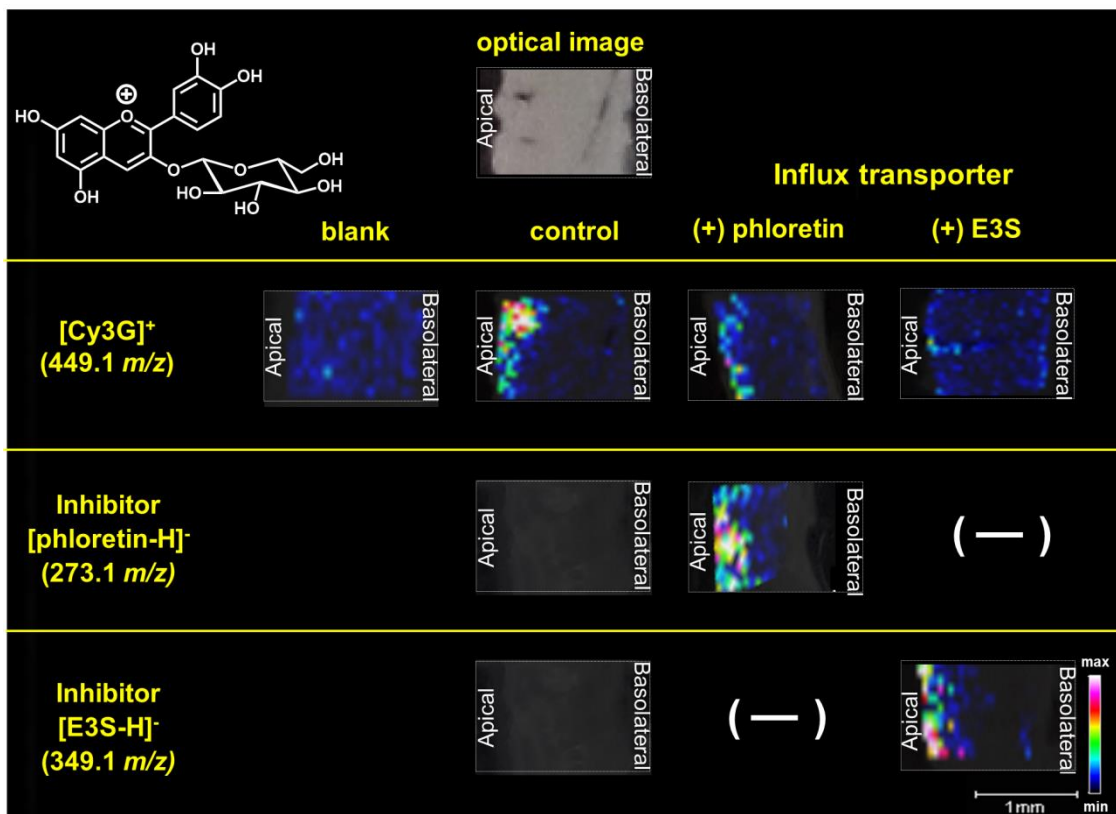 optical image
Apical
Basolateral
OH
OH
⊕
HO
O
OH
O
O
OH
HO
OH
HO
OH
Influx transporter
blank
control
(+) phloretin
(+) E3S
[Cy3G]⁺
(449.1 m/z)
Apical
Basolateral
Apical
Basolateral
Apical
Basolateral
Apical
Basolateral
Inhibitor
[phloretin-H]⁻
(273.1 m/z)
Apical
Basolateral
Apical
Basolateral
( — )
Inhibitor
[E3S-H]⁻
(349.1 m/z)
Apical
Basolateral
( — )
Apical
Basolateral
max
min
1mm